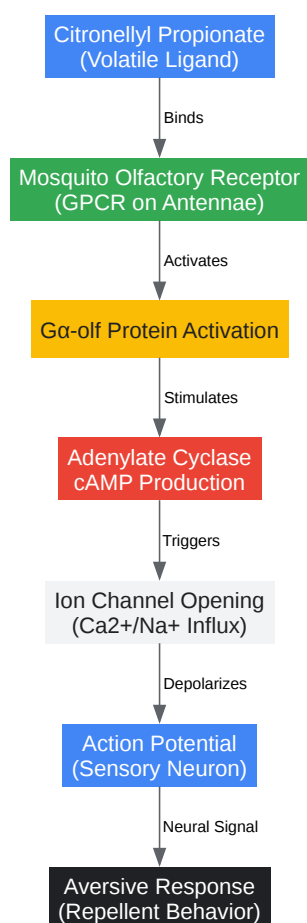 Citronellyl Propionate
(Volatile Ligand)
Binds
Mosquito Olfactory Receptor
(GPCR on Antennae)
Activates
Gα-olf Protein Activation
Stimulates
Adenylate Cyclase
cAMP Production
Triggers
Ion Channel Opening
(Ca2+/Na+ Influx)
Depolarizes
Action Potential
(Sensory Neuron)
Neural Signal
Aversive Response
(Repellent Behavior)